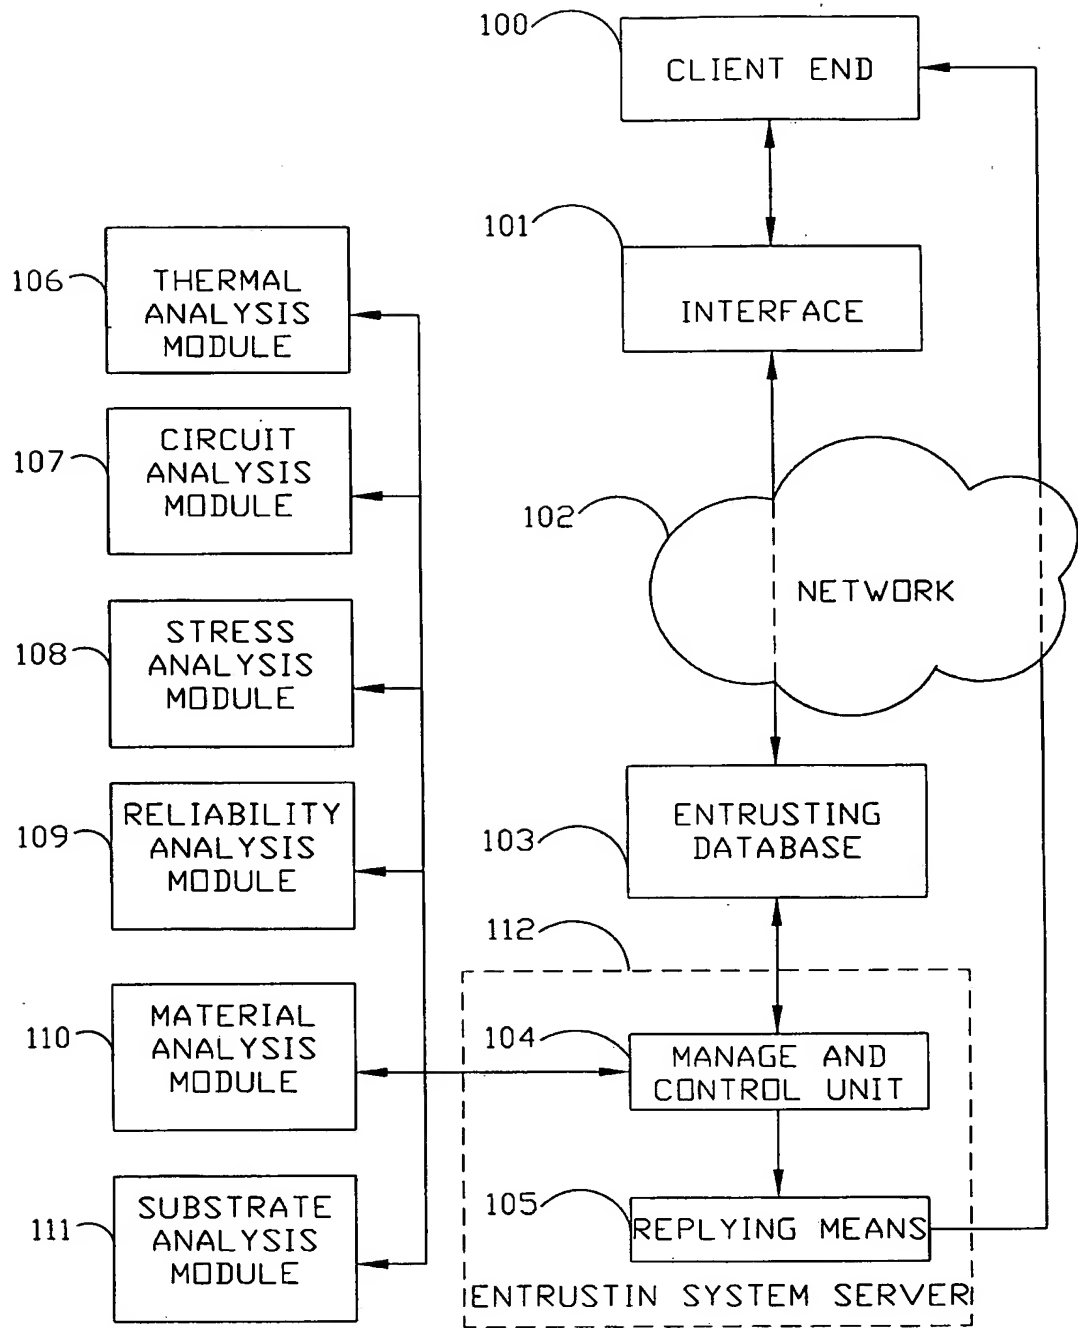 100
CLIENT END
101
INTERFACE
106
THERMAL
ANALYSIS
MODULE
107
CIRCUIT
ANALYSIS
MODULE
102
NETWORK
108
STRESS
ANALYSIS
MODULE
109
RELIABILITY
ANALYSIS
MODULE
103
ENTRUSTING
DATABASE
112
110
MATERIAL
ANALYSIS
MODULE
104
MANAGE AND
CONTROL UNIT
111
SUBSTRATE
ANALYSIS
MODULE
105
REPLYING MEANS
ENTRUSTIN SYSTEM SERVER